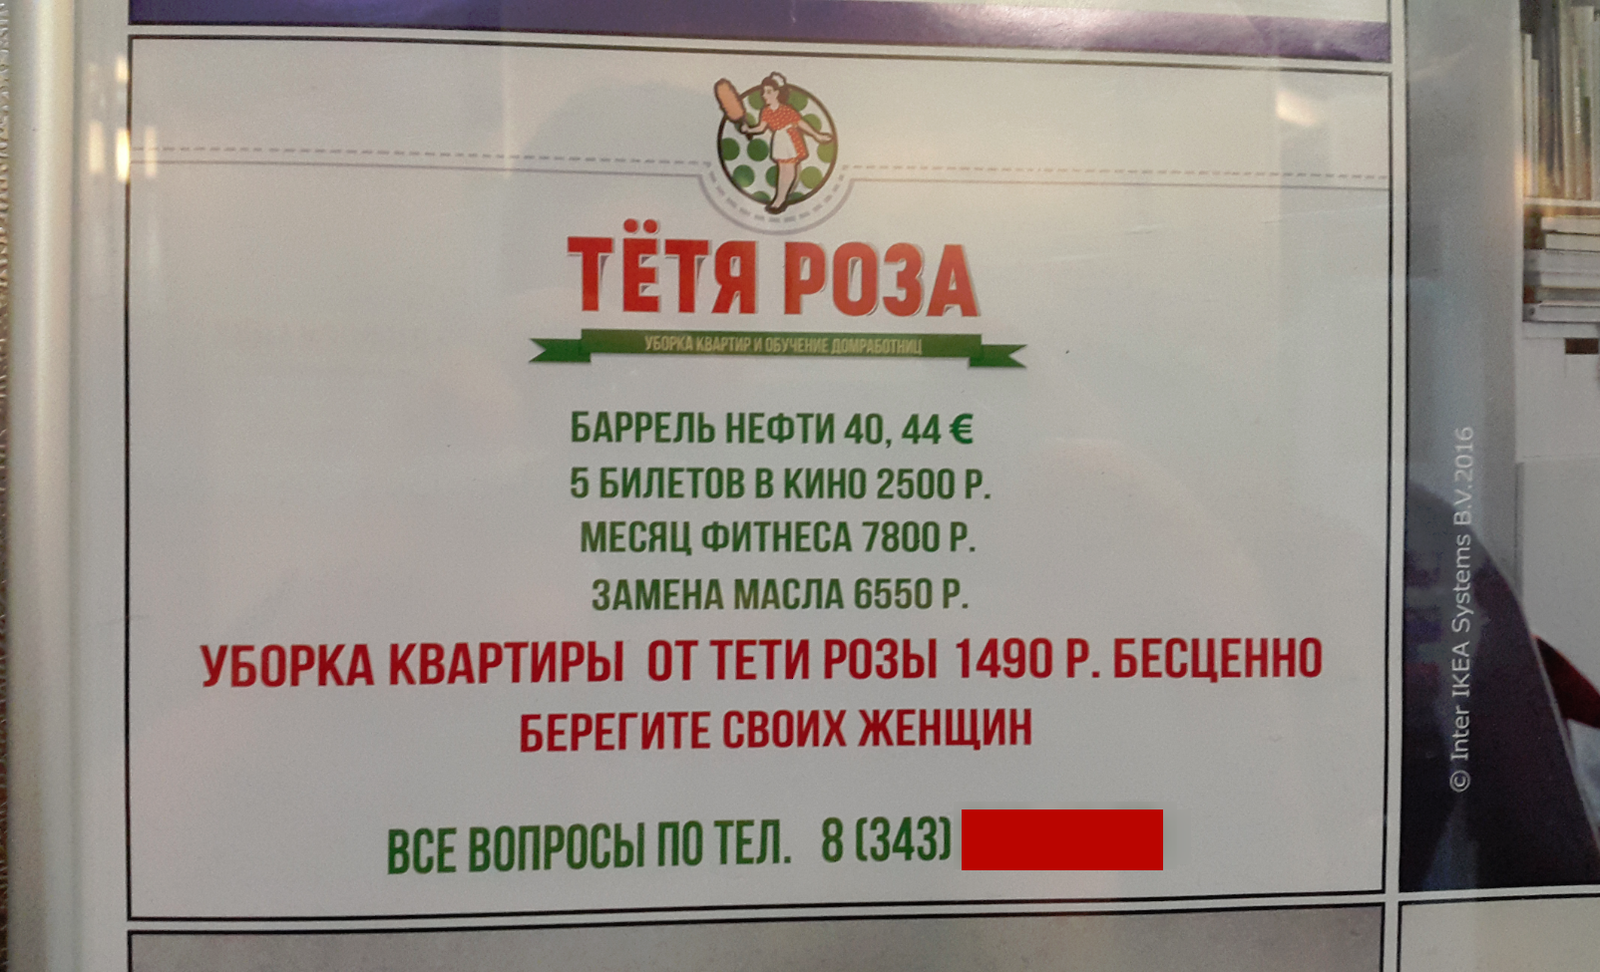 ТЁТЯ РОЗА
УБОРКА КВАРТИР И ОБУЧЕНИЕ ДОМРАБОТНИЦ
БАРРЕЛЬ НЕФТИ 40, 44 €
5 БИЛЕТОВ В КИНО 2500 Р.
МЕСЯЦ ФИТНЕСА 7800 Р.
ЗАМЕНА МАСЛА 6550 Р.
УБОРКА КВАРТИРЫ ОТ ТЕТИ РОЗЫ 1490 Р. БЕСЦЕННО
БЕРЕГИТЕ СВОИХ ЖЕНЩИН
ВСЕ ВОПРОСЫ ПО ТЕЛ. 8 (343)
© Inter IKEA Systems B.V.2016